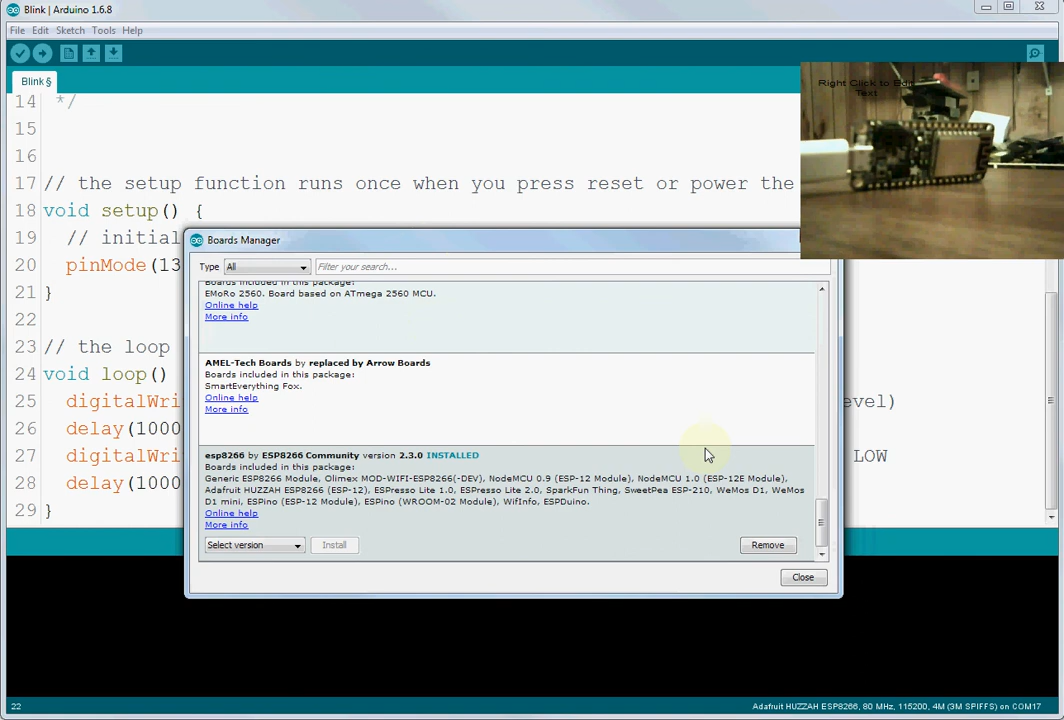 Blink | Arduino 1.6.8
File Edit Sketch Tools Help
Blink §
Right Click to Edit
Text
14 */
15
16
17 // the setup function runs once when you press reset or power the
18 void setup() {
19 // initial
20 pinMode(13
21 }
22
23 // the loop
24 void loop()
25 digitalWri evel)
26 delay(1000
27 digitalWri LOW
28 delay(1000
29 }
Boards Manager
Type All Filter your search...
Boards included in this package:
EMoRo 2560. Board based on ATmega 2560 MCU.
Online help
More info
AMEL-Tech Boards by replaced by Arrow Boards
Boards included in this package:
SmartEverything Fox.
Online help
More info
esp8266 by ESP8266 Community version 2.3.0 INSTALLED
Boards included in this package:
Generic ESP8266 Module, Olimex MOD-WIFI-ESP8266(-DEV), NodeMCU 0.9 (ESP-12 Module), NodeMCU 1.0 (ESP-12E Module),
Adafruit HUZZAH ESP8266 (ESP-12), ESPresso Lite 1.0, ESPresso Lite 2.0, SparkFun Thing, SweetPea ESP-210, WeMos D1, WeMos
D1 mini, ESPino (ESP-12 Module), ESPino (WROOM-02 Module), WifInfo, ESPDuino.
Online help
More info
Select version Install Remove
Close
22 Adafruit HUZZAH ESP8266, 80 MHz, 115200, 4M (3M SPIFFS) on COM17